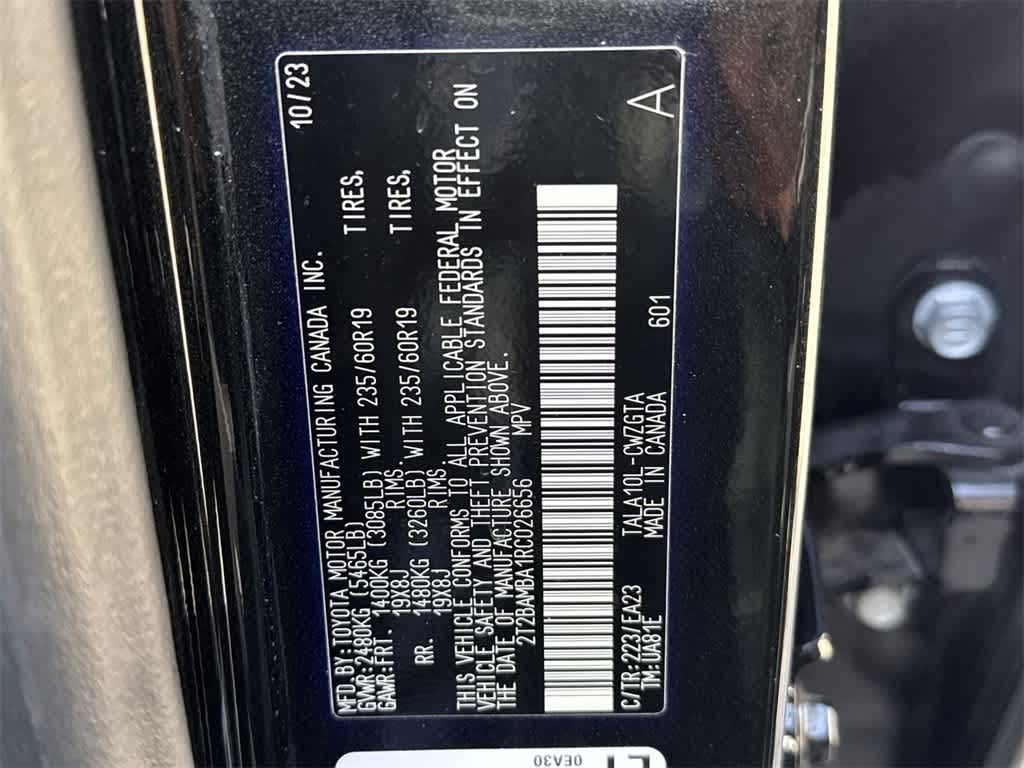 MFD.BY:TOYOTA MOTOR MANUFACTURING CANADA INC. 10/23
GVWR:2480KG (5465LB)
GAWR:FRT. 1400KG (3085LB) WITH 235/60R19 TIRES,
19X8J RIMS.
RR. 1480KG (3260LB) WITH 235/60R19 TIRES,
19X8J RIMS.
THIS VEHICLE CONFORMS TO ALL APPLICABLE FEDERAL MOTOR
VEHICLE SAFETY AND THEFT PREVENTION STANDARDS IN EFFECT ON
THE DATE OF MANUFACTURE SHOWN ABOVE.
2T2BAMBA1RC026656 MPV
C/TR:223/EA23 TALA10L-CWZGTA 601 A
TM:UA81E MADE IN CANADA
0EA30